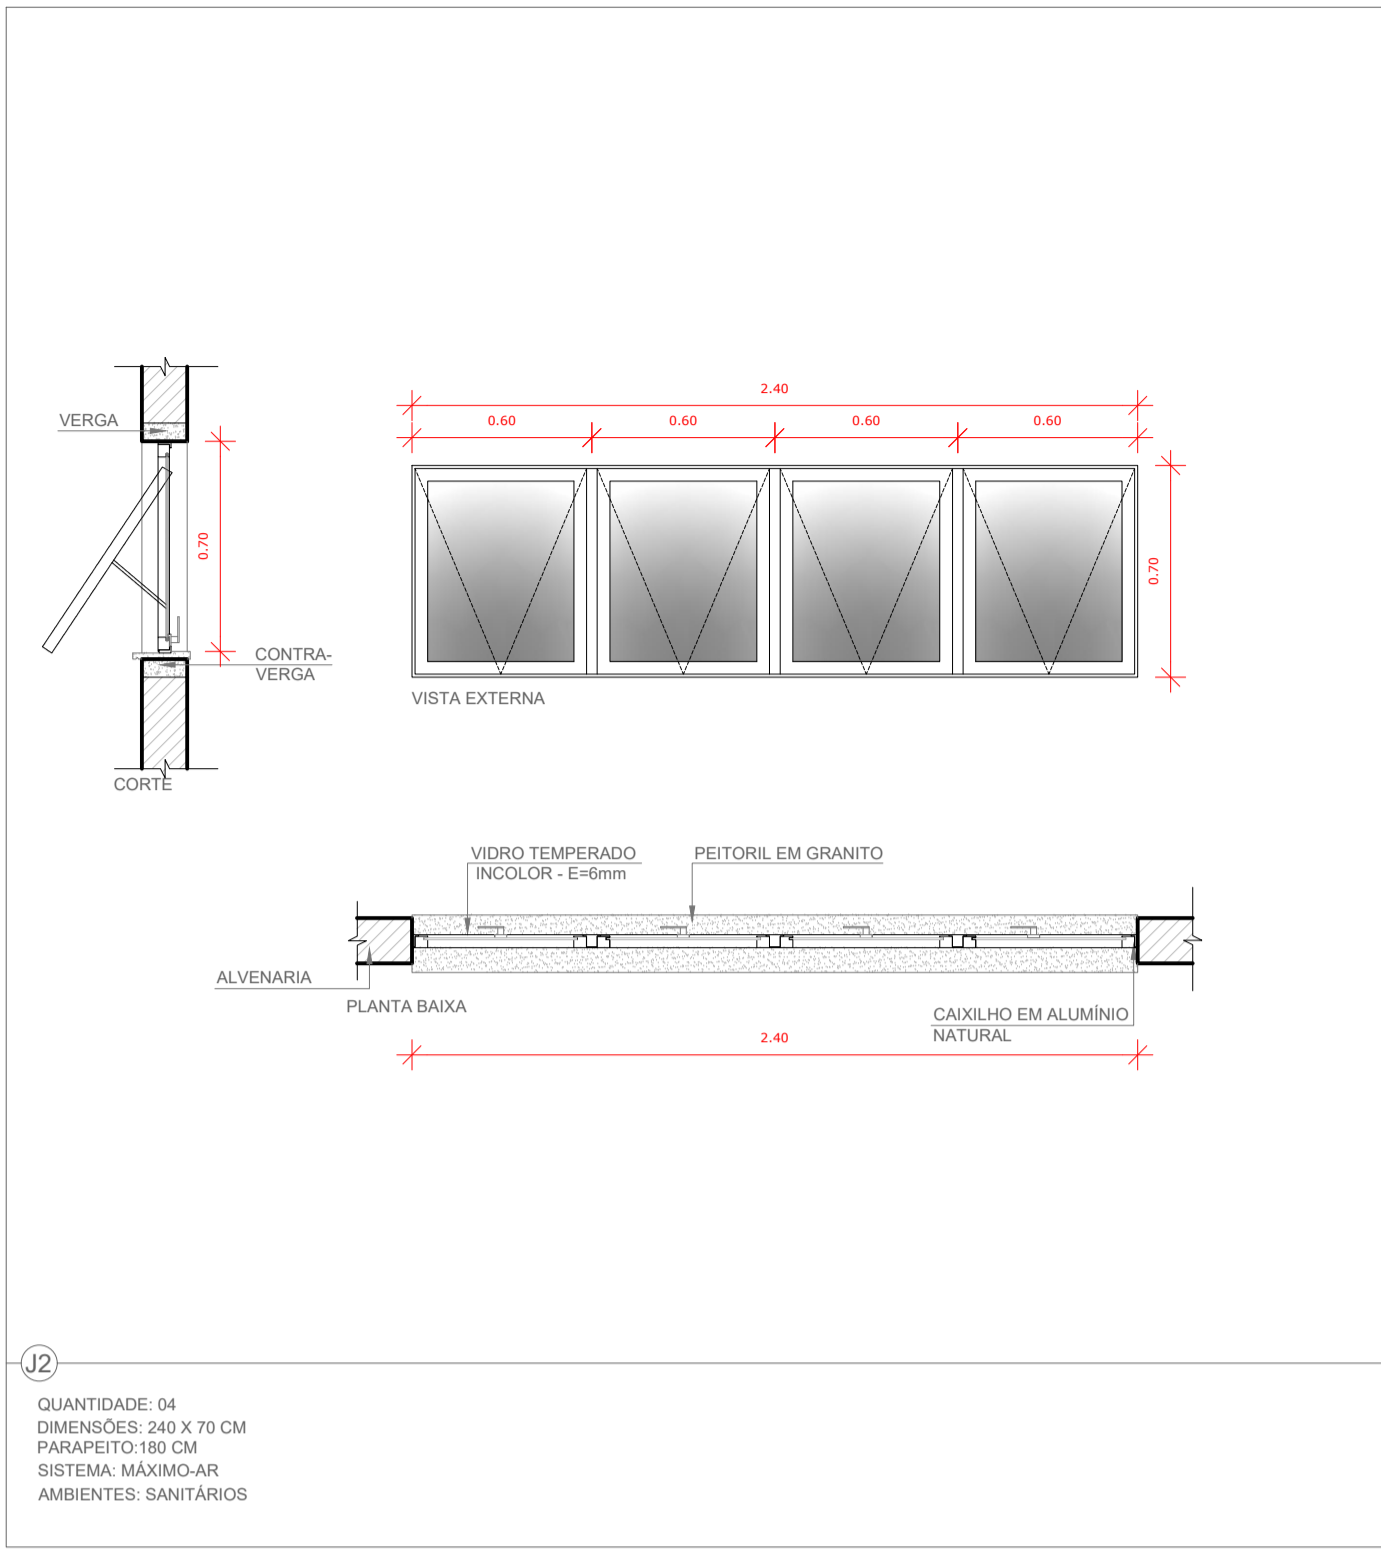 2.40
0.60
0.60
0.60
0.60
VERGA
0.70
0.70
CONTRA-
VERGA
VISTA EXTERNA
CORTE
VIDRO TEMPERADO
INCOLOR - E=6mm
PEITORIL EM GRANITO
ALVENARIA
PLANTA BAIXA
CAIXILHO EM ALUMÍNIO
NATURAL
2.40
J2
QUANTIDADE: 04
DIMENSÕES: 240 X 70 CM
PARAPEITO:180 CM
SISTEMA: MÁXIMO-AR
AMBIENTES: SANITÁRIOS